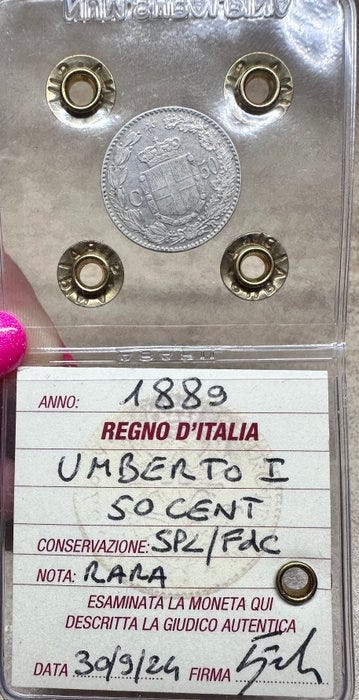 C 50
ANNO: 1889
REGNO D'ITALIA
UMBERTO I
50 CENT
CONSERVAZIONE: SPL/FdC
NOTA: RARA
ESAMINATA LA MONETA QUI
DESCRITTA LA GIUDICO AUTENTICA
DATA 30/9/24 FIRMA